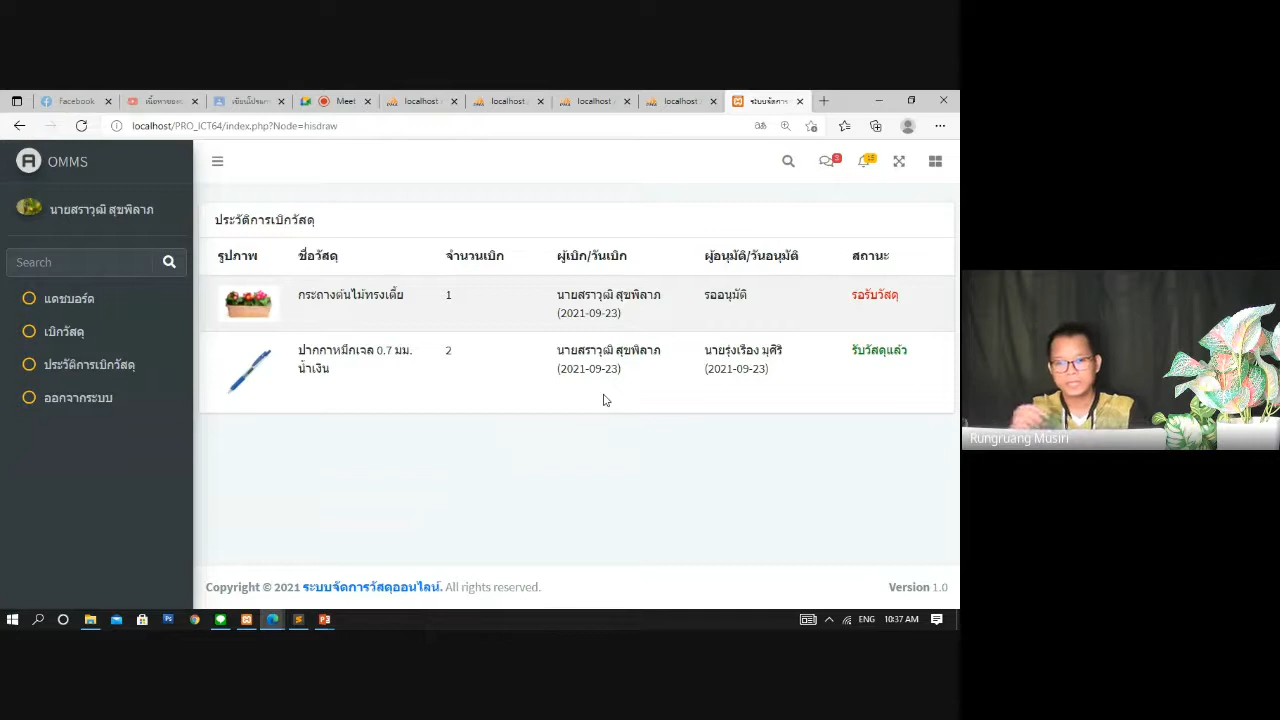 Facebook
Meet
localhost
localhost
localhost
localhost
ระบบจัดการ
localhost/PRO_ICT64/index.php?Node=hisdraw
OMMS
3
15
นายสราวุฒิ สุขพิลาภ
Search
แดชบอร์ด
เบิกวัสดุ
ประวัติการเบิกวัสดุ
ออกจากระบบ
ประวัติการเบิกวัสดุ
รูปภาพ ชื่อวัสดุ จำนวนเบิก ผู้เบิก/วันเบิก ผู้อนุมัติ/วันอนุมัติ สถานะ
กระถางต้นไม้ทรงเตี้ย 1 นายสราวุฒิ สุขพิลาภ รออนุมัติ รอรับวัสดุ
(2021-09-23)
ปากกาหมึกเจล 0.7 มม. 2 นายสราวุฒิ สุขพิลาภ นายรุ่งเรือง มุศิริ รับวัสดุแล้ว
น้ำเงิน (2021-09-23) (2021-09-23)
Copyright © 2021 ระบบจัดการวัสดุออนไลน์. All rights reserved. Version 1.0
ENG 10:37 AM
Rungruang Musiri